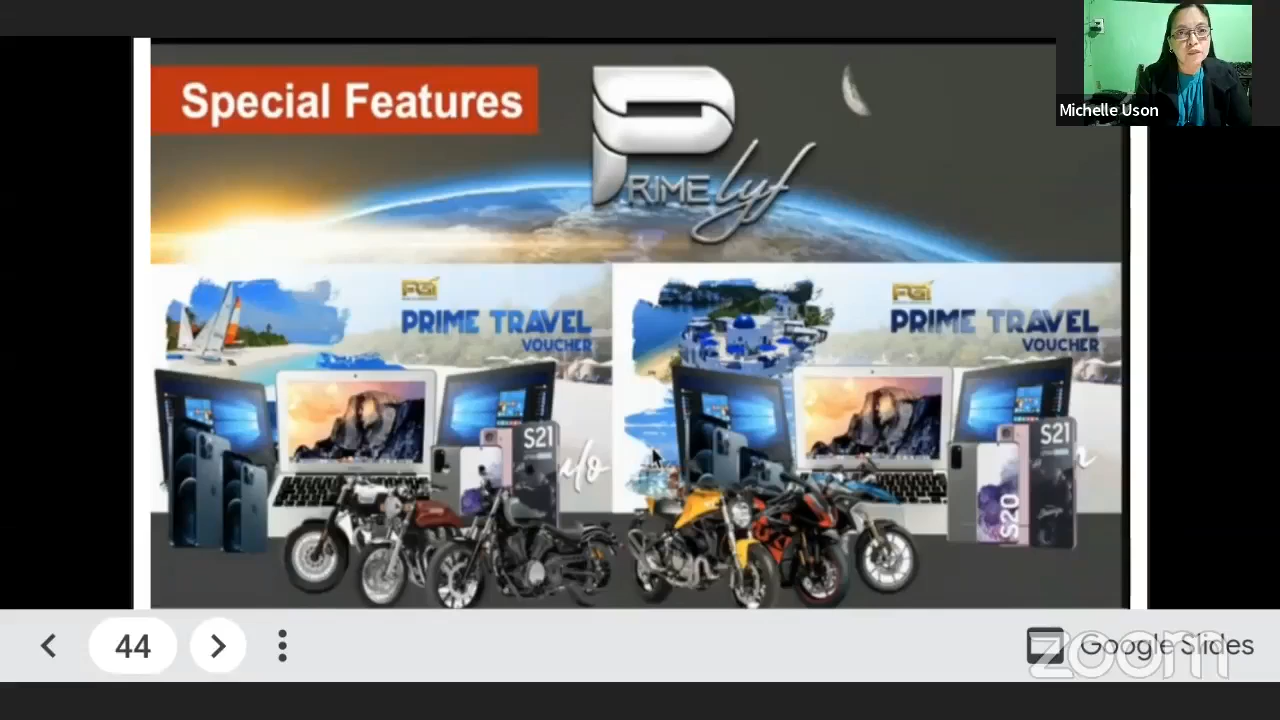 Special Features
PRIME lyf
Michelle Uson
PGI
PRIME TRAVEL
VOUCHER
PGI
PRIME TRAVEL
VOUCHER
S21
S21
S20
44
Google Slides
zoom